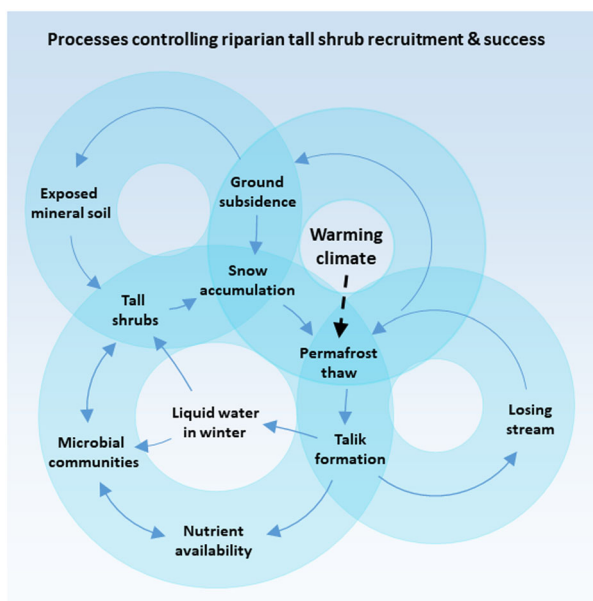 Processes controlling riparian tall shrub recruitment & success
Exposed
mineral soil
Ground
subsidence
Warming
climate
Snow
accumulation
Tall
shrubs
Permafrost
thaw
Liquid water
in winter
Losing
stream
Microbial
communities
Talik
formation
Nutrient
availability